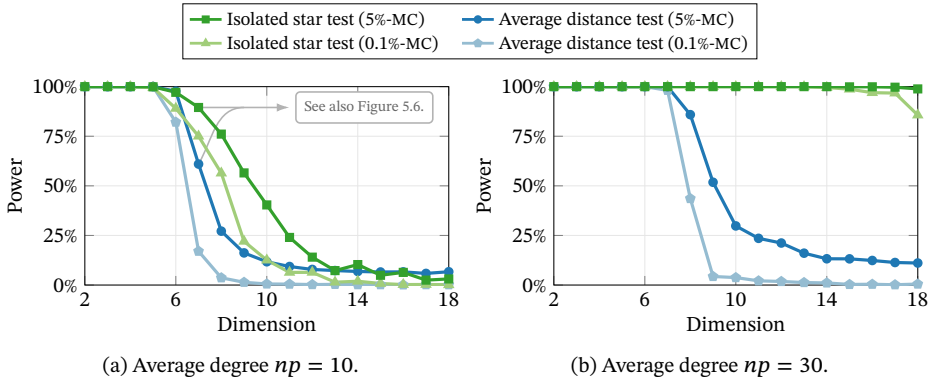 Isolated star test (5%-MC) Average distance test (5%-MC)
Isolated star test (0.1%-MC) Average distance test (0.1%-MC)
100%
75%
50%
25%
0%
Power
See also Figure 5.6.
2 6 10 14 18
Dimension
(a) Average degree np = 10.
100%
75%
50%
25%
0%
Power
2 6 10 14 18
Dimension
(b) Average degree np = 30.